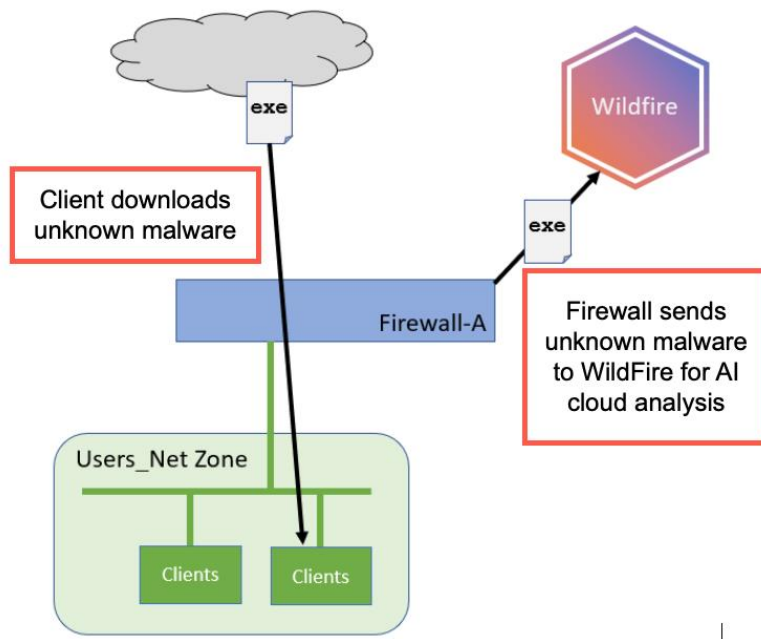 exe
Wildfire
Client downloads
unknown malware
exe
Firewall-A
Firewall sends
unknown malware
to WildFire for AI
cloud analysis
Users_Net Zone
Clients
Clients